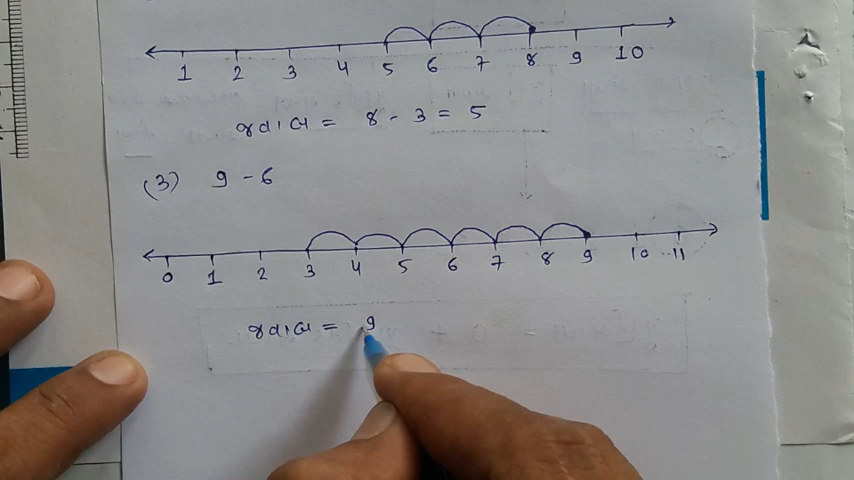 1 2 3 4 5 6 7 8 9 10
જવાબ = 8 - 3 = 5
(3) 9 - 6
0 1 2 3 4 5 6 7 8 9 10 11
જવાબ = 9